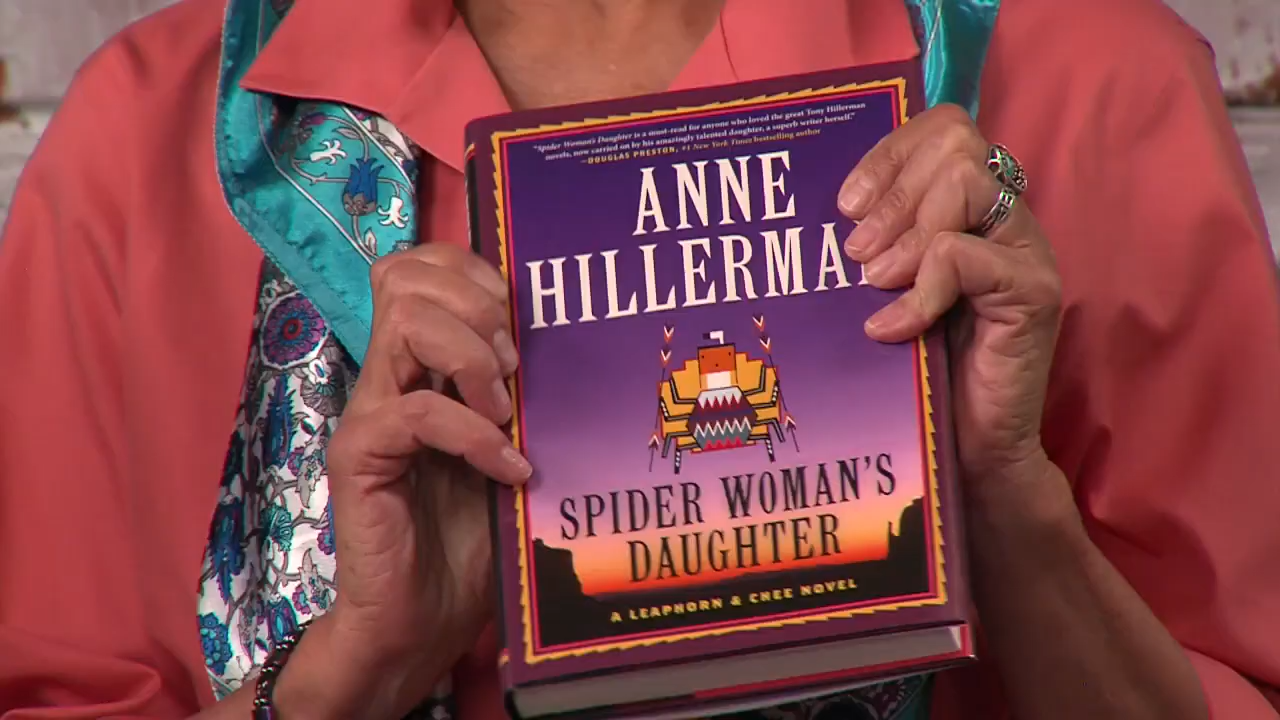 "Spider Woman's Daughter is a must-read for anyone who loved the great Tony Hillerman
novels, now carried on by his amazingly talented daughter, a superb writer herself."
—DOUGLAS PRESTON, #1 New York Times bestselling author
ANNE
HILLERMA
SPIDER WOMAN'S
DAUGHTER
A LEAPHORN & CHEE NOVEL